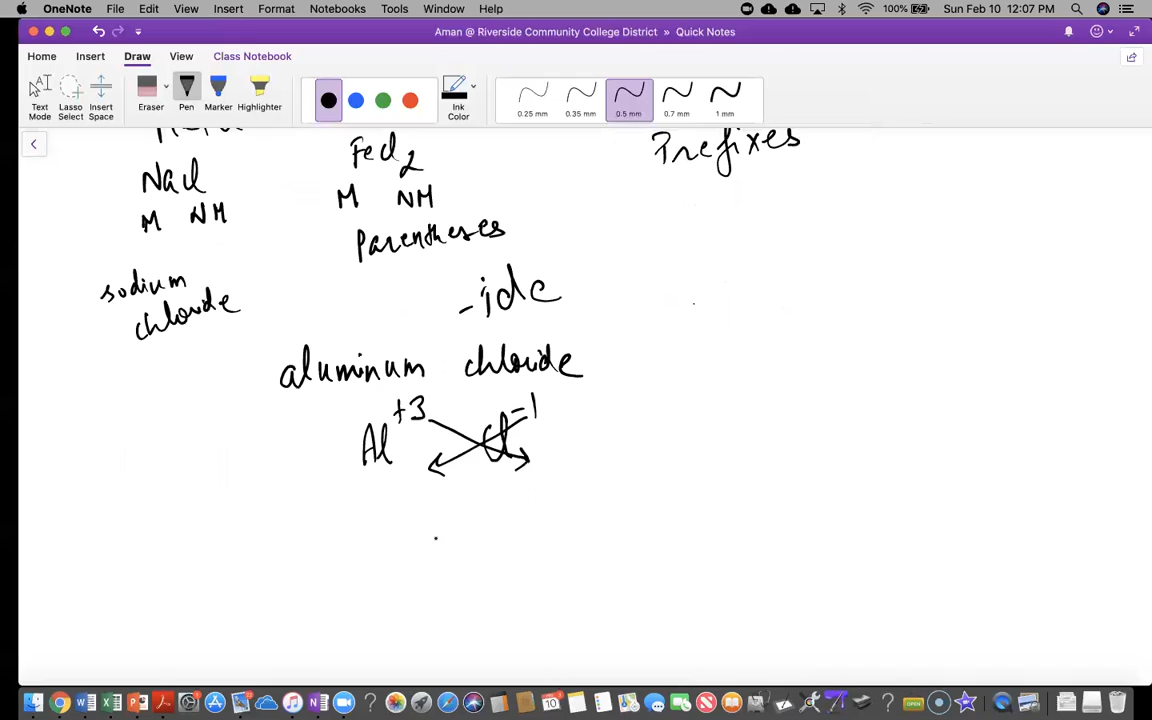 OneNote File Edit View Insert Format Notebooks Tools Window Help 100% Sun Feb 10 12:07 PM
Aman @ Riverside Community College District » Quick Notes
Home Insert Draw View Class Notebook
Text Mode
Lasso Select
Insert Space
Eraser
Pen
Marker
Highlighter
Ink Color
0.25 mm
0.35 mm
0.5 mm
0.7 mm
1 mm
FeCl2
Prefixes
NaCl
M NM
M NM
Parentheses
sodium
chloride
-ide
aluminum chloride
Al+3 Cl-1